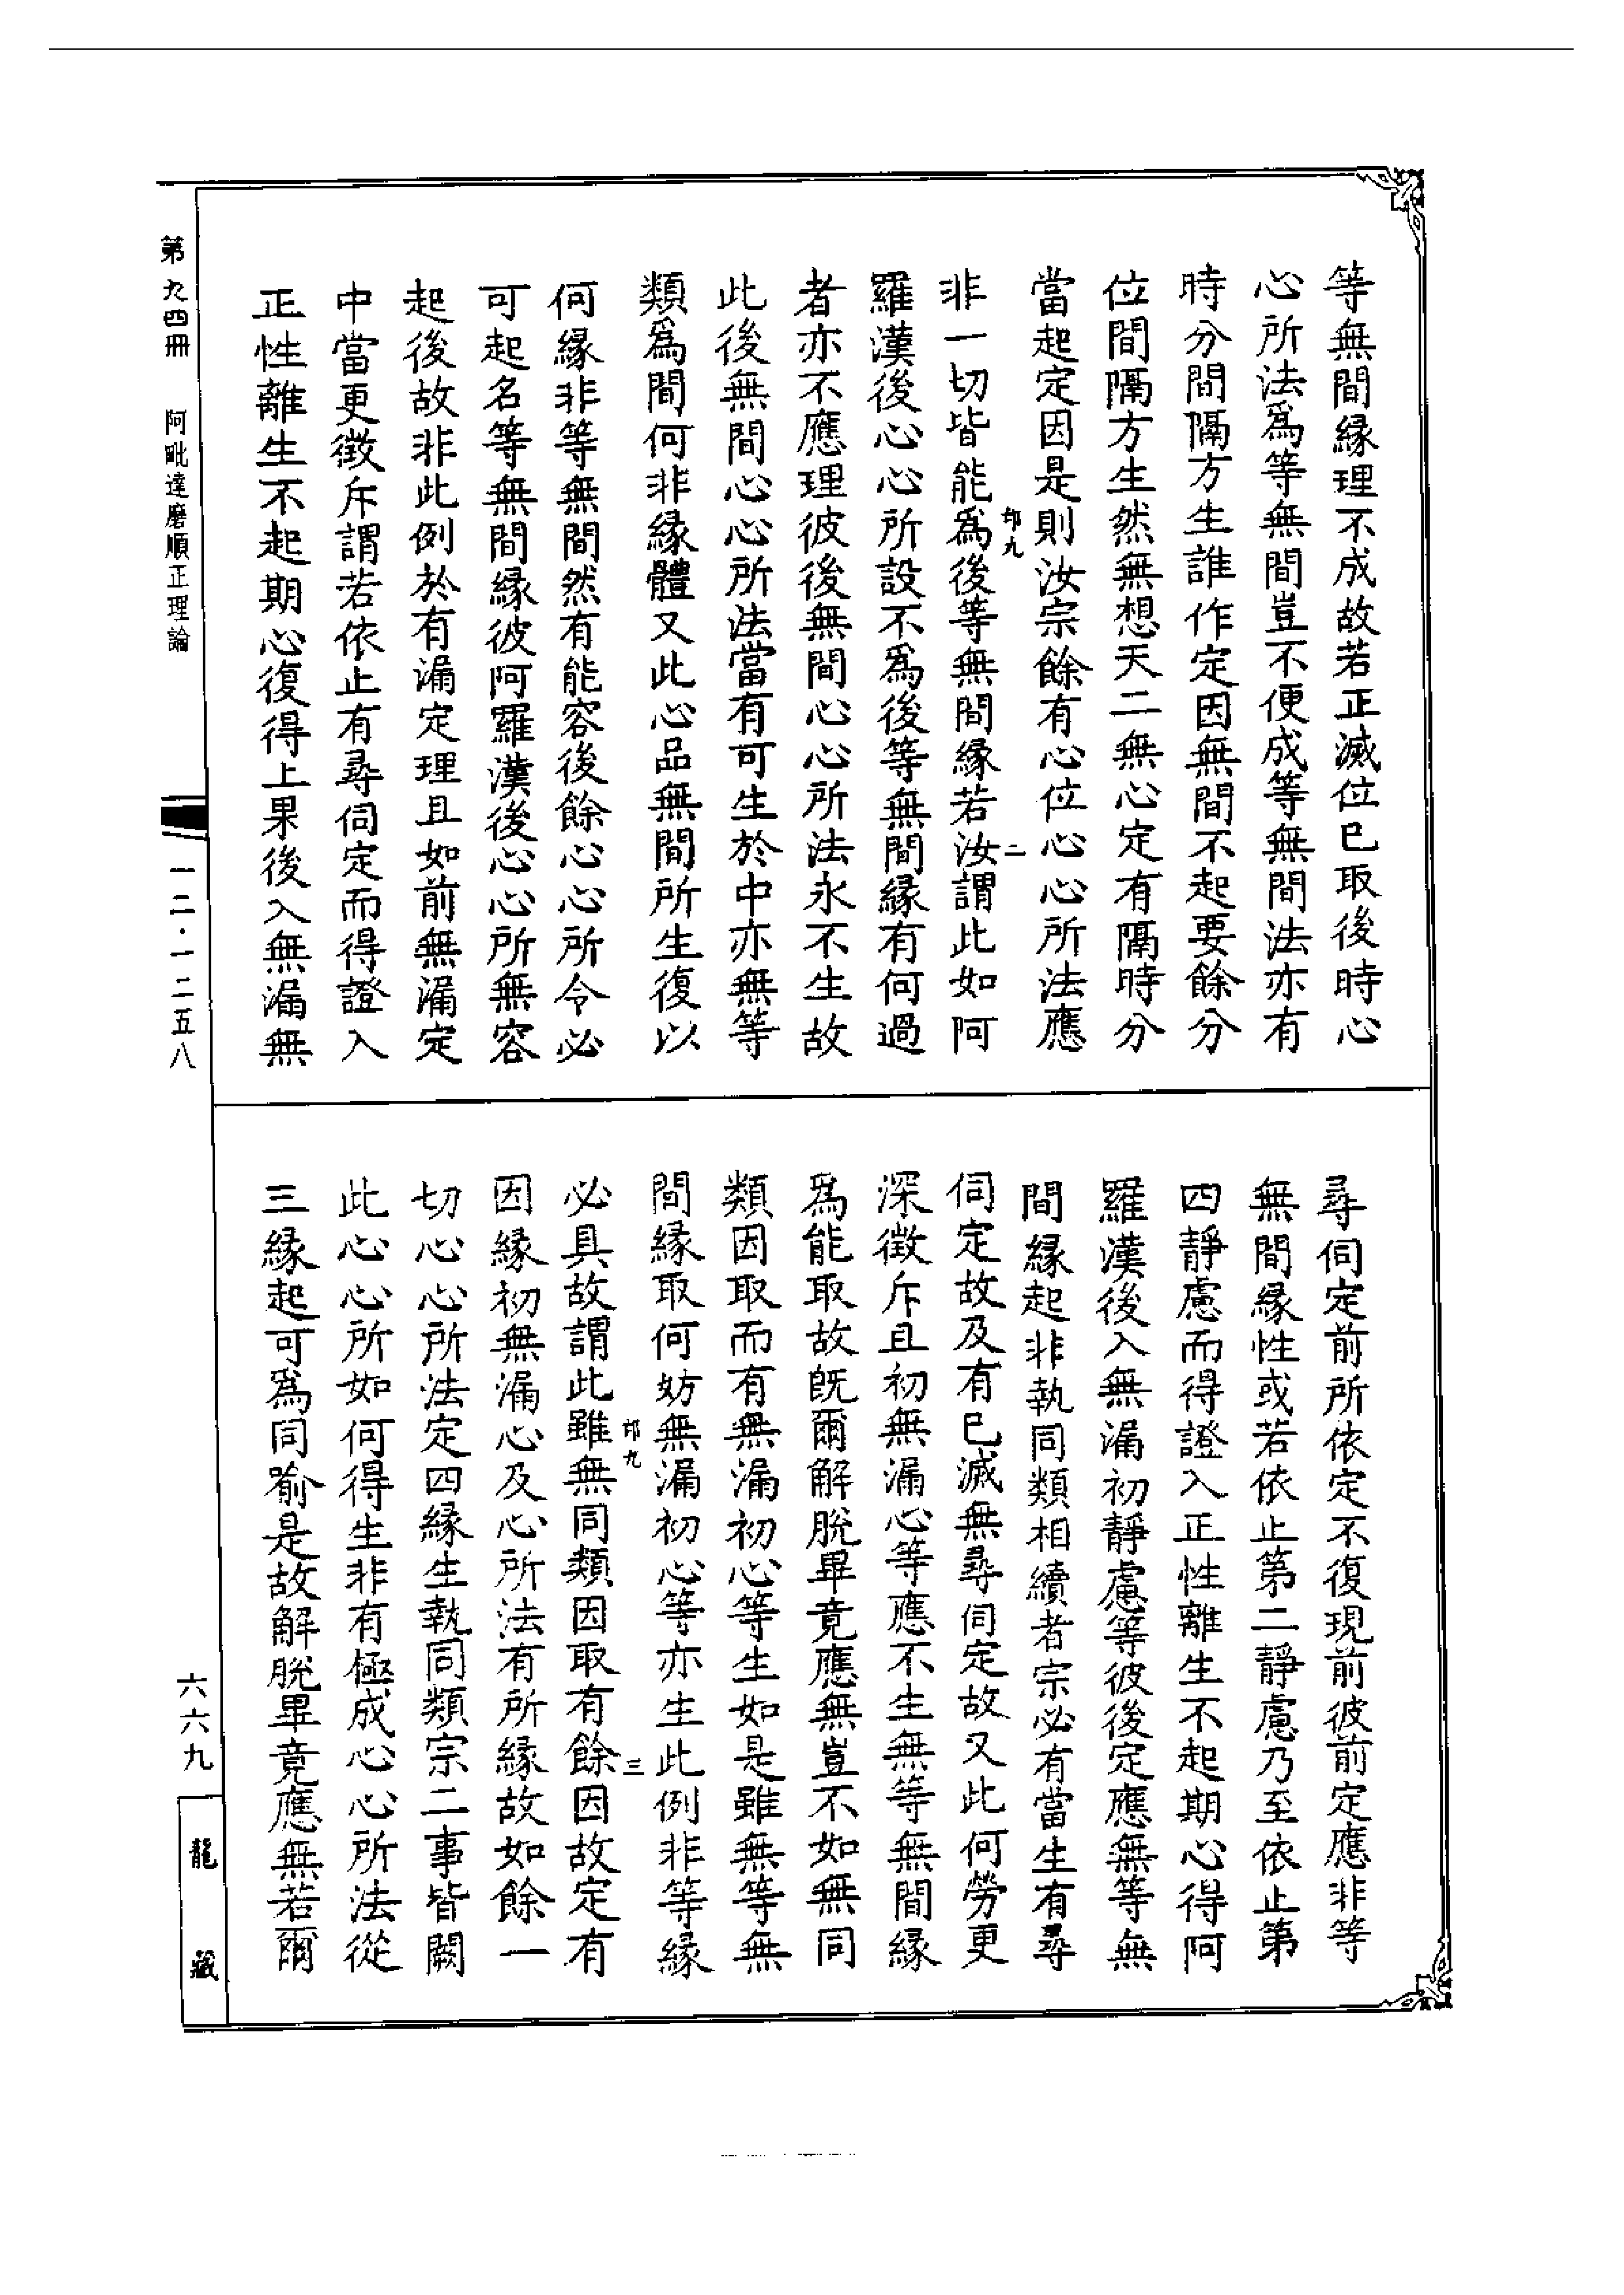 等無間緣理不成故若正滅位已取後時心
心所法爲等無間豈不便成等無間法亦有
時分間隔方生誰作定因無間不起要餘分
位間隔方生然無想天二無心定有隔時分
當起定因是則汝宗餘有心位心心所法應
非一切皆能爲後等無間緣若汝謂此如阿
羅漢後心心所設不爲後等無間緣有何過
者亦不應理彼後無間心心所法永不生故
此後無間心心所法當有可生於中亦無等
類爲間何非緣體又此心品無間所生復以
何緣非等無間然有能容後餘心心所令必
可起名等無間緣彼阿羅漢後心心所無容
起後故非此例於有漏定理且如前無漏定
中當更徵斥謂若依止有尋伺定而得證入
正性離生不起期心復得上果後入無漏無
尋伺定前所依定不復現前彼前定應非等
無間緣性或若依止第二靜慮乃至依止第
四靜慮而得證入正性離生不起期心得阿
羅漢後入無漏初靜慮等彼後定應無等無
間緣起非執同類相續者宗必有當生有尋
伺定故及有已滅無尋伺定故又此何勞更
深徵斥且初無漏心等應不生無等無間緣
爲能取故旣爾解脫畢竟應無豈不如無同
類因取而有無漏初心等生如是雖無等無
間緣取何妨無漏初心等亦生此例非等緣
必具故謂此雖無同類因取有餘因故定有
因緣初無漏心及心所法有所緣故如餘一
切心心所法定四緣生執同類宗二事皆闕
此心心所如何得生非有極成心心所法從
三緣起可爲同喻是故解脫畢竟應無若爾
第九四冊　阿毗達磨順正理論
一二·一二五八
六六九
龍藏